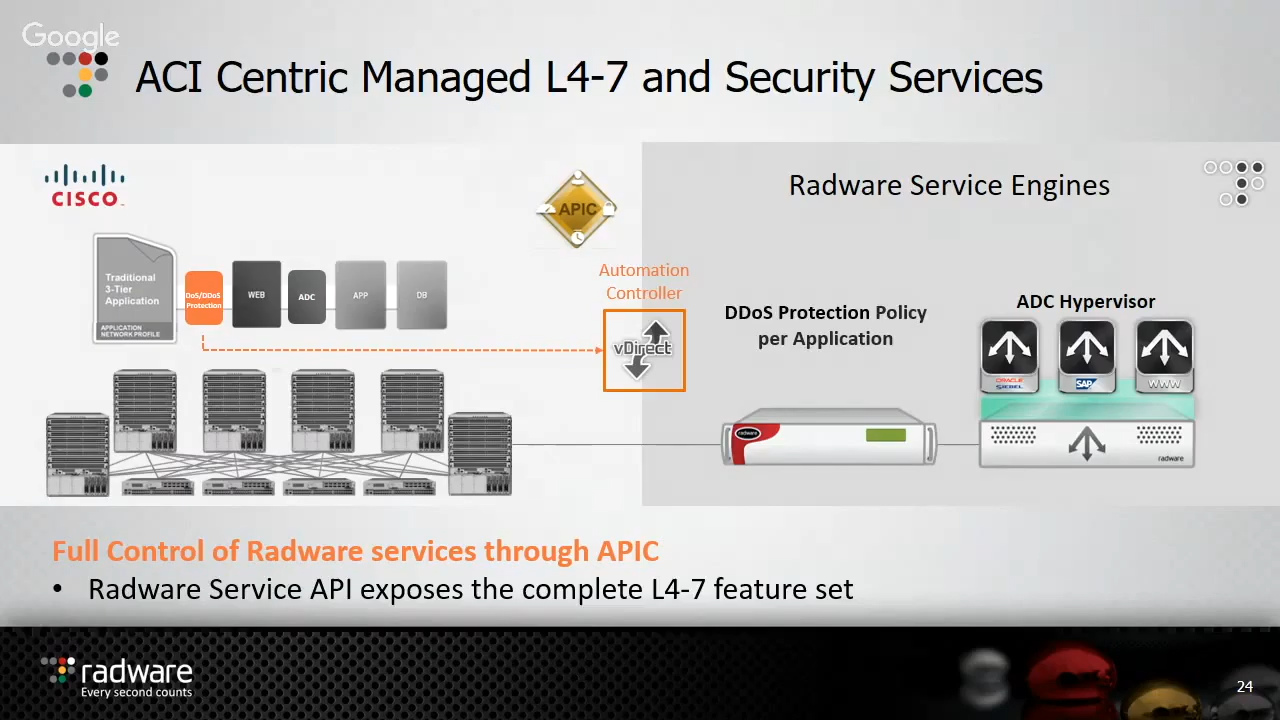 Google
ACI Centric Managed L4-7 and Security Services
CISCO
APIC
Radware Service Engines
Traditional
3-Tier
Application
APPLICATION
NETWORK PROFILE
DoS/DDoS
Protection
WEB
ADC
APP
DB
Automation
Controller
vDirect
DDoS Protection Policy
per Application
ADC Hypervisor
ORACLE
SIEBEL
SAP
WWW
radware
radware
Full Control of Radware services through APIC
• Radware Service API exposes the complete L4-7 feature set
radware
Every second counts
24